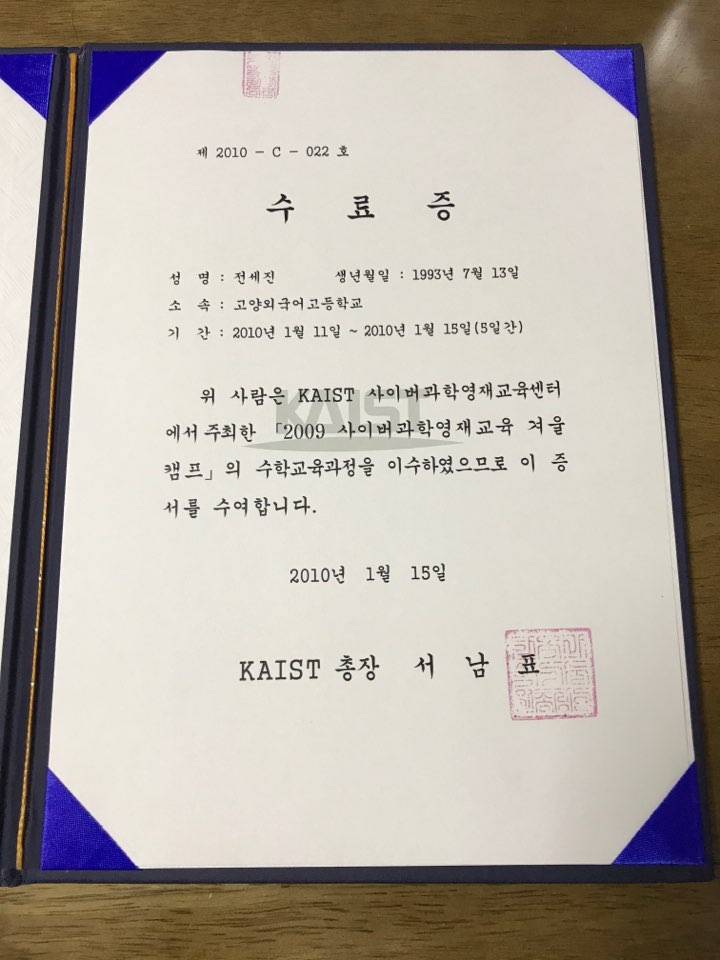 제 2010 - C - 022 호
수 료 증
성 명 : 전세진 생년월일 : 1993년 7월 13일
소 속 : 고양외국어고등학교
기 간 : 2010년 1월 11일 ~ 2010년 1월 15일(5일간)
KAIST
위 사람은 KAIST 사이버과학영재교육센터
에서 주최한 「2009 사이버과학영재교육 겨울
캠프」의 수학교육과정을 이수하였으므로 이 증
서를 수여합니다.
2010년 1월 15일
KAIST 총장 서 남 표